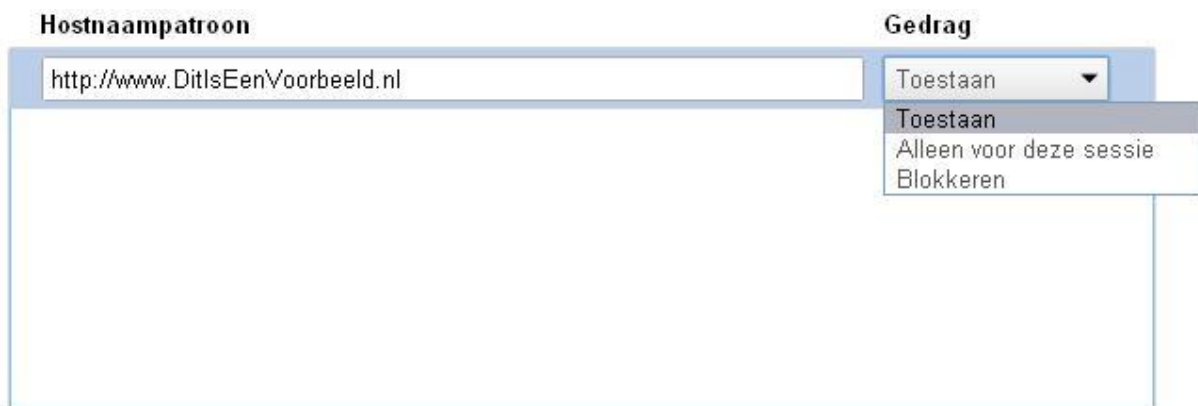 Hostnaampatroon Gedrag
http://www.DitIsEenVoorbeeld.nl Toestaan
Toestaan
Alleen voor deze sessie
Blokkeren